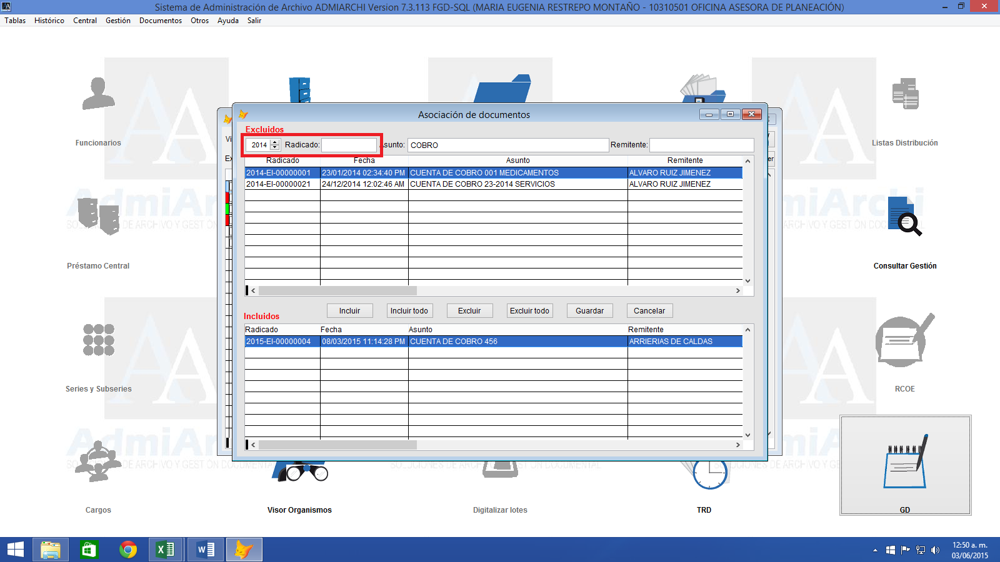 Sistema de Administración de Archivo ADMIARCHI Version 7.3.113 FGD-SQL (MARIA EUGENIA RESTREPO MONTAÑO - 10310501 OFICINA ASESORA DE PLANEACIÓN)
Tablas Histórico Central Gestión Documentos Otros Ayuda Salir
Asociación de documentos
Excluidos
2014 Radicado: Asunto: COBRO Remitente:
Radicado Fecha Asunto Remitente
2014-EI-00000001 23/01/2014 02:34:40 PM CUENTA DE COBRO 001 MEDICAMENTOS ALVARO RUIZ JIMENEZ
2014-EI-00000021 24/12/2014 12:02:46 AM CUENTA DE COBRO 23-2014 SERVICIOS ALVARO RUIZ JIMENEZ
Incluir Incluir todo Excluir Excluir todo Guardar Cancelar
Incluidos
Radicado Fecha Asunto Remitente
2015-EI-00000004 08/03/2015 11:14:28 PM CUENTA DE COBRO 456 ARRIERIAS DE CALDAS
Funcionarios
Listas Distribución
Préstamo Central
Consultar Gestión
Series y Subseries
RCOE
Cargos
Visor Organismos
Digitalizar lotes
TRD
GD
12:50 a. m.
03/06/2015